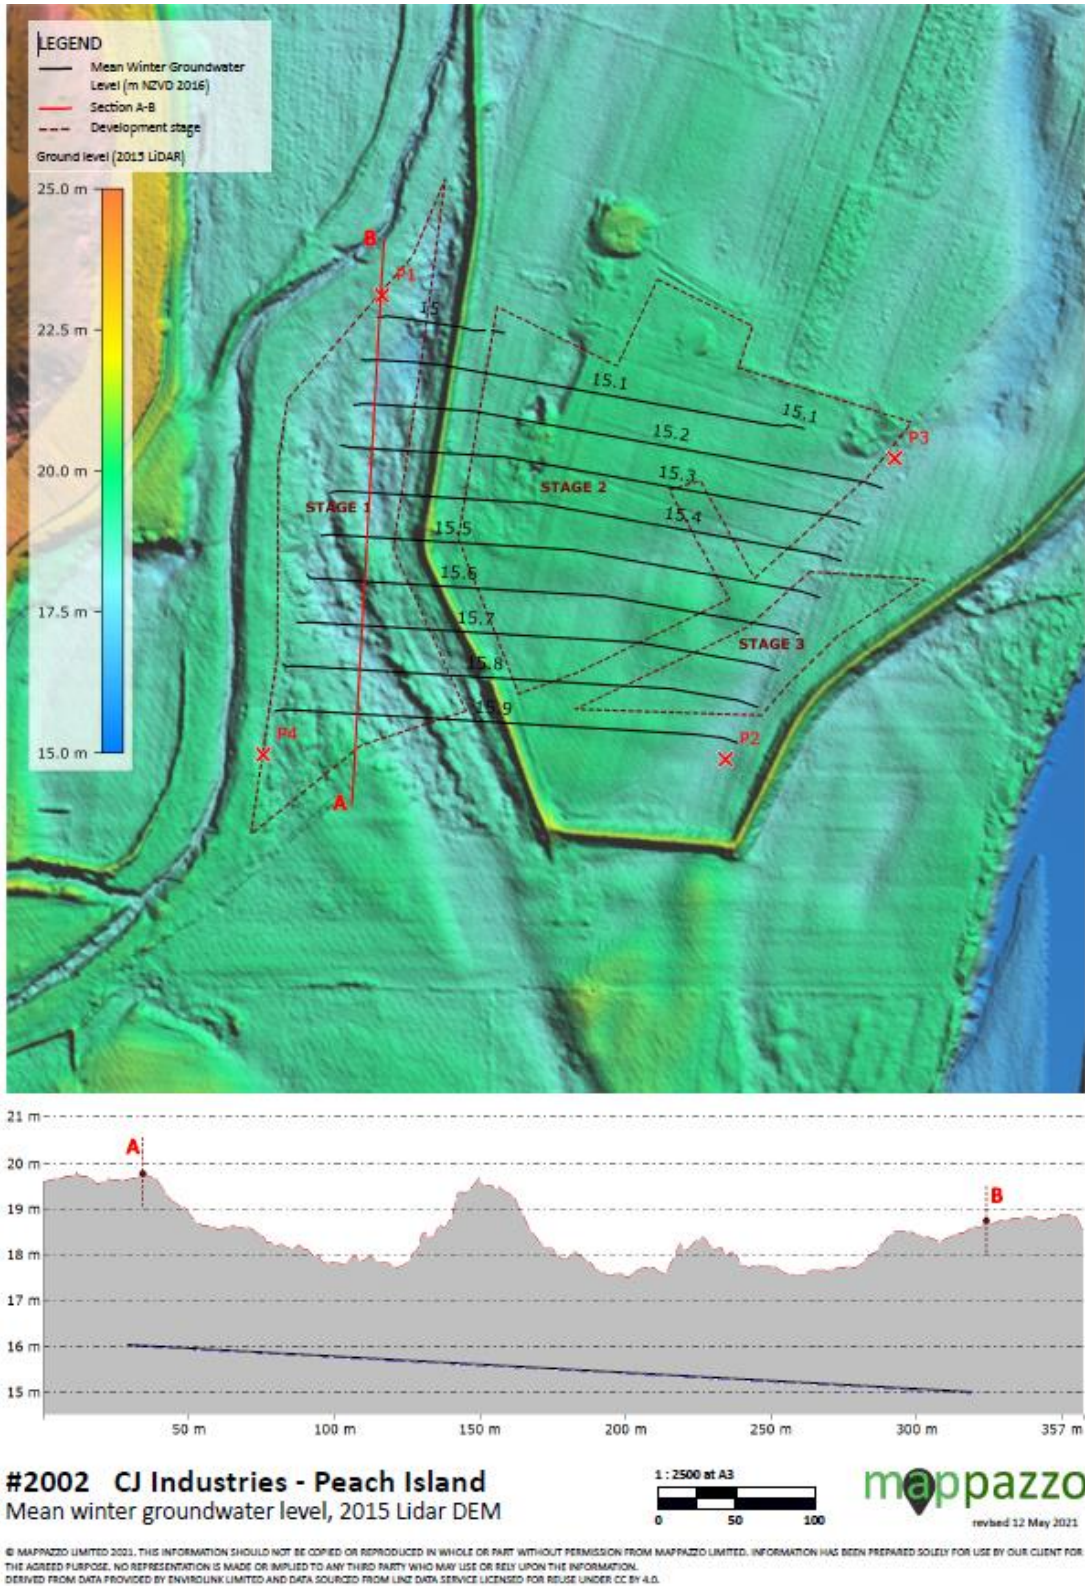 LEGEND
Mean Winter Groundwater
Level (m NZVD 2016)
Section A-B
Development stage
Ground level (2015 LiDAR)
25.0 m
22.5 m
20.0 m
17.5 m
15.0 m
B
P1
15
15.1
15.1
15.2
P3
15.3
STAGE 2
STAGE 1
15.4
15.5
15.6
15.7
STAGE 3
15.8
15.9
P4
P2
A
21 m
A
20 m
B
19 m
18 m
17 m
16 m
15 m
50 m 100 m 150 m 200 m 250 m 300 m 357 m
#2002 CJ Industries - Peach Island
Mean winter groundwater level, 2015 Lidar DEM
1 : 2500 at A3
0 50 100
mappazzo
revised 12 May 2021
© MAPPAZZO LIMITED 2021. THIS INFORMATION SHOULD NOT BE COPIED OR REPRODUCED IN WHOLE OR PART WITHOUT PERMISSION FROM MAPPAZZO LIMITED. INFORMATION HAS BEEN PREPARED SOLELY FOR USE BY OUR CLIENT FOR
THE AGREED PURPOSE. NO REPRESENTATION IS MADE OR IMPLIED TO ANY THIRD PARTY WHO MAY USE OR RELY UPON THE INFORMATION.
DERIVED FROM DATA PROVIDED BY ENVIROLINK LIMITED AND DATA SOURCED FROM LINZ DATA SERVICE LICENSED FOR REUSE UNDER CC BY 4.0.